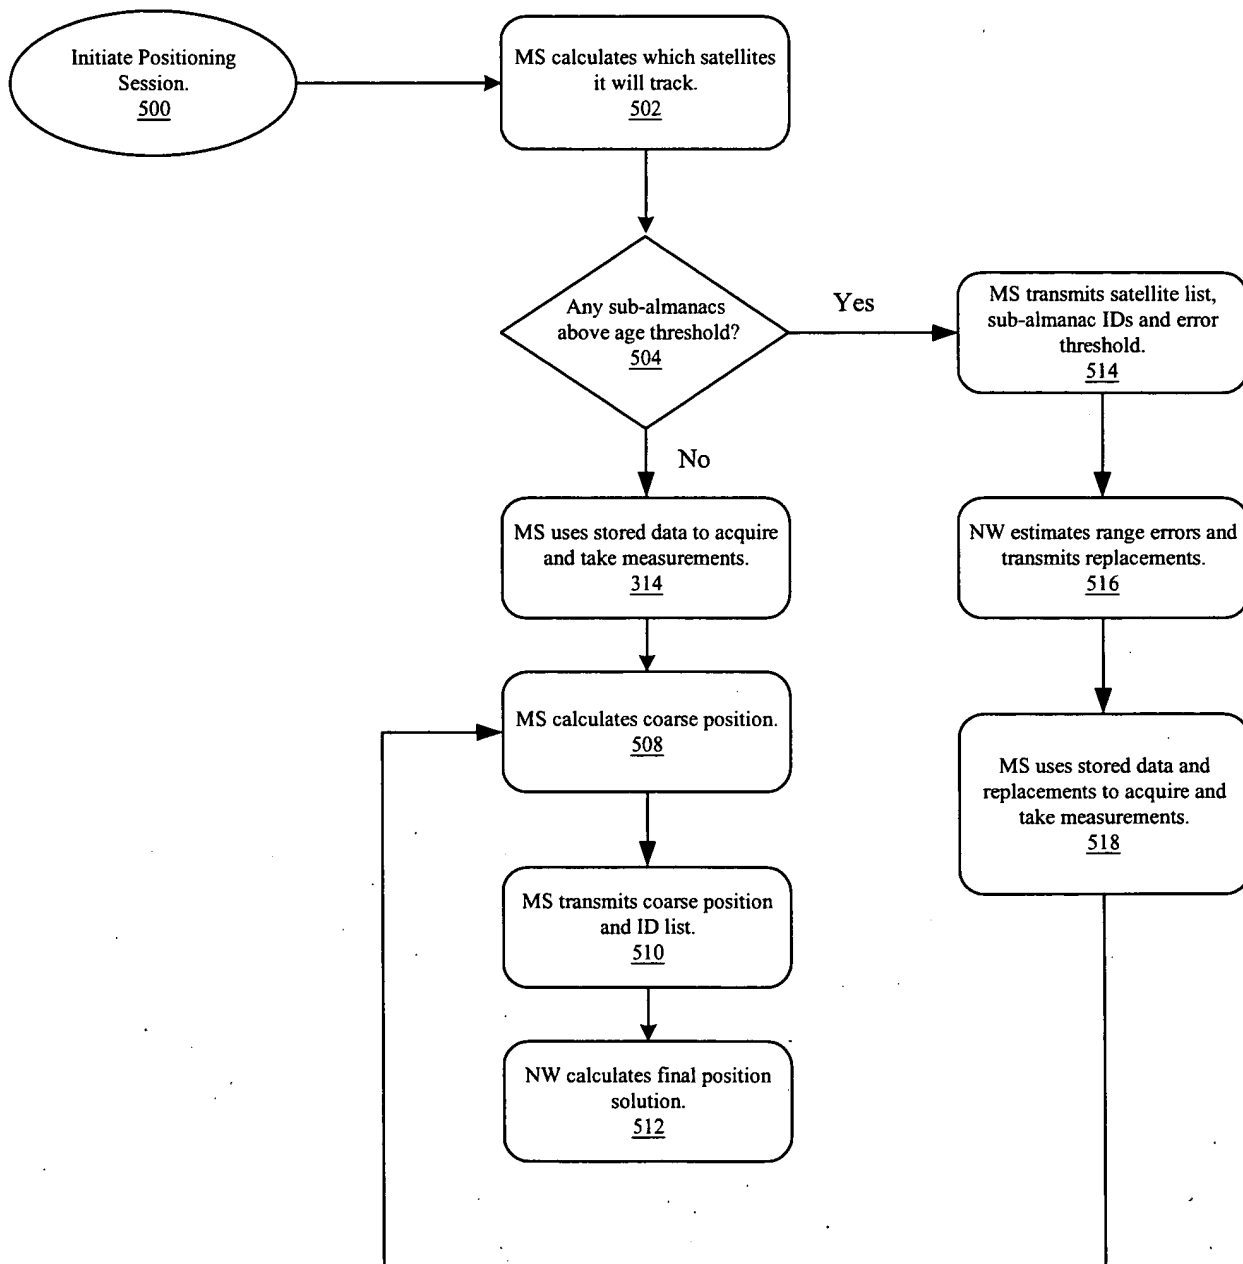 Initiate Positioning
Session.
500
MS calculates which satellites
it will track.
502
Any sub-almanacs
above age threshold?
504
Yes
No
MS transmits satellite list,
sub-almanac IDs and error
threshold.
514
MS uses stored data to acquire
and take measurements.
314
NW estimates range errors and
transmits replacements.
516
MS calculates coarse position.
508
MS uses stored data and
replacements to acquire and
take measurements.
518
MS transmits coarse position
and ID list.
510
NW calculates final position
solution.
512